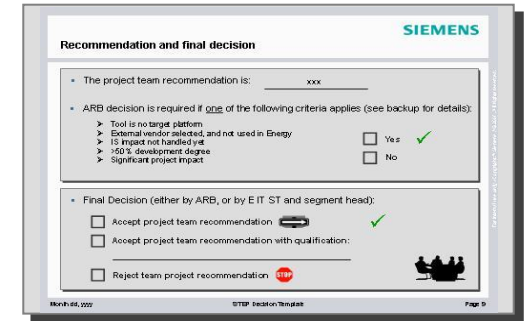 SIEMENS
Recommendation and final decision
The project team recommendation is: xxx
ARB decision is required if one of the following criteria applies (see backup for details):
Tool is no target platform
External vendor selected, and not used in Energy
IS impact not handled yet
>50 % development degree
Significant project impact
Yes
No
Final Decision (either by ARB, or by E IT ST and segment head):
Accept project team recommendation
Accept project team recommendation with qualification:
Reject team project recommendation STOP
Month dd, yyyy
STEP Decision Template
Page 9